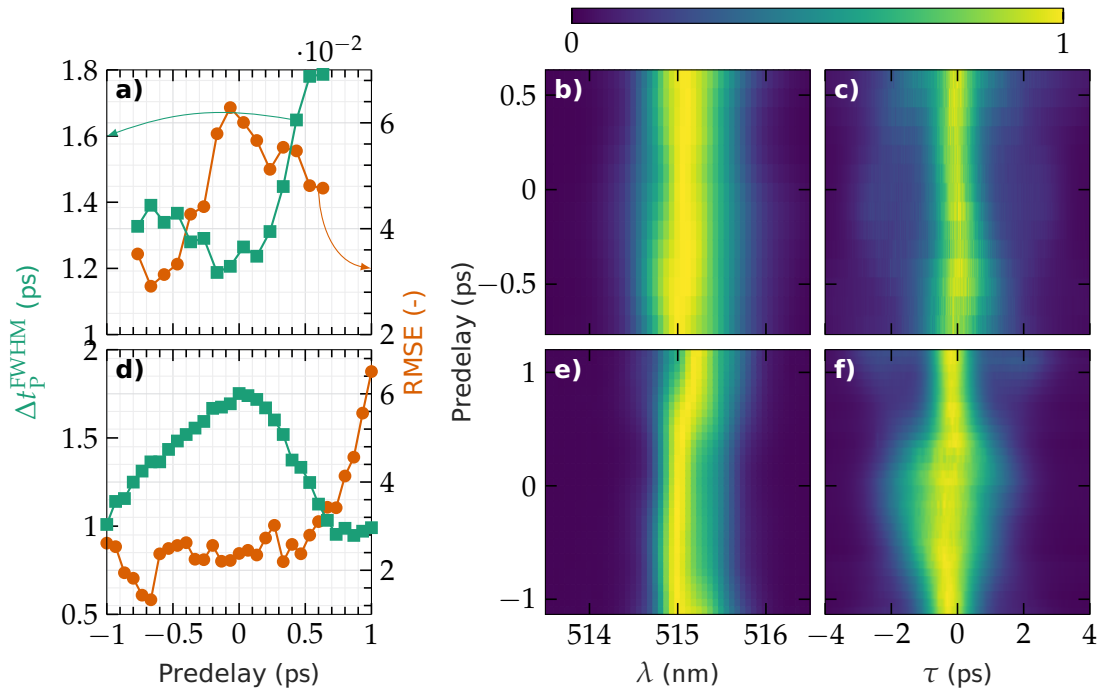 0 1
·10⁻²
a)
1.8
1.6
1.4
1.2
1
6
4
2
b)
0.5
0
−0.5
c)
d)
2
1.5
1
0.5
6
4
2
−1 −0.5 0 0.5 1
Predelay (ps)
Δt_P^FWHM (ps)
RMSE (-)
Predelay (ps)
e)
1
0
−1
514 515 516
λ (nm)
f)
−4 −2 0 2 4
τ (ps)